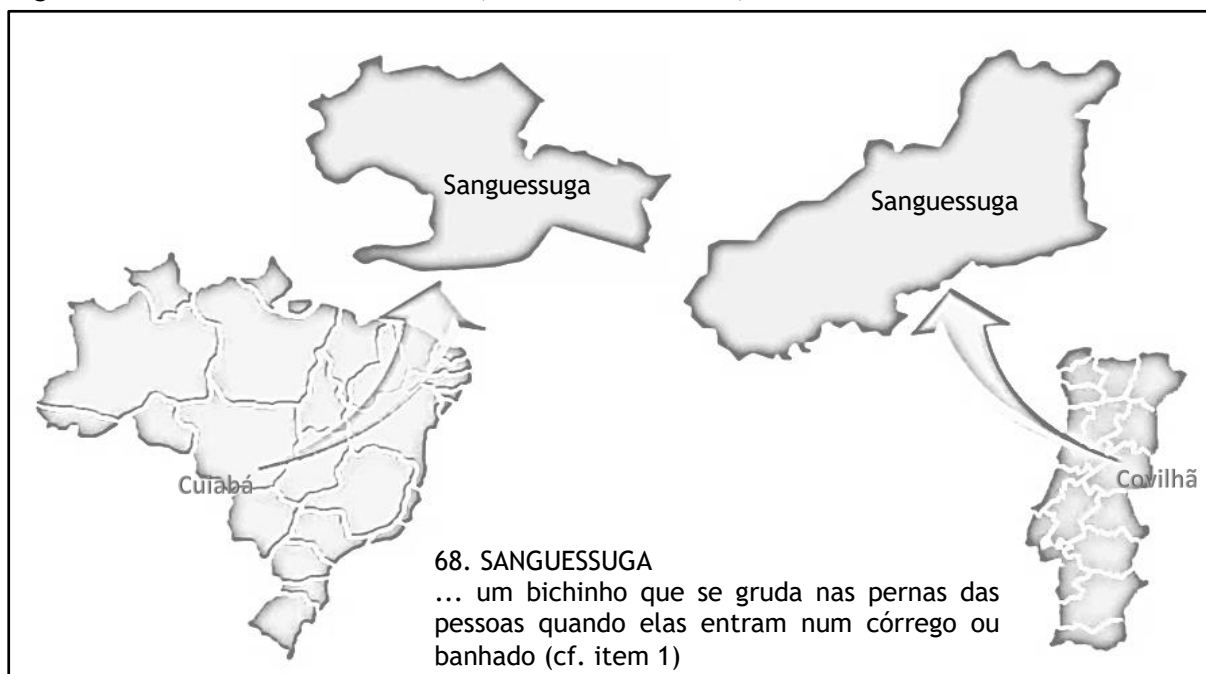 Sanguessuga
Sanguessuga
Cuiabá
Covilhã
68. SANGUESSUGA
... um bichinho que se gruda nas pernas das
pessoas quando elas entram num córrego ou
banhado (cf. item 1)